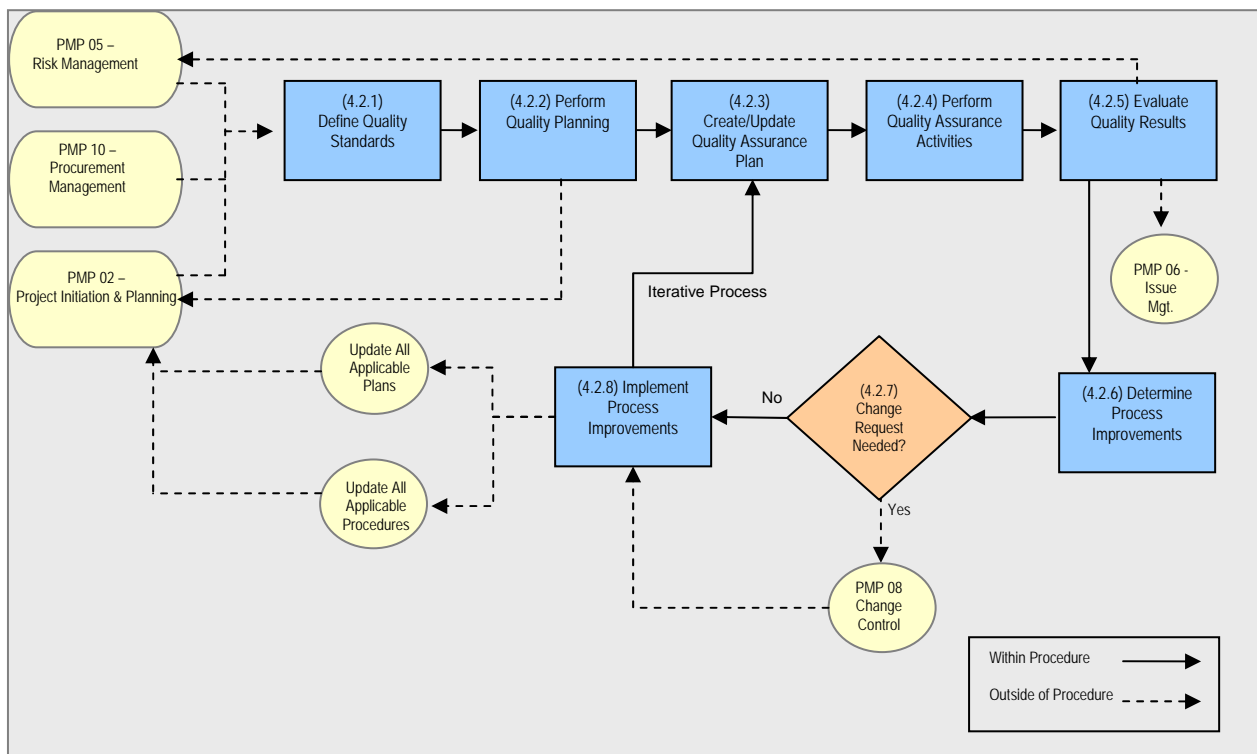 PMP 05 –
Risk Management
PMP 10 –
Procurement
Management
PMP 02 –
Project Initiation & Planning
(4.2.1)
Define Quality
Standards
(4.2.2) Perform
Quality Planning
(4.2.3)
Create/Update
Quality Assurance
Plan
(4.2.4) Perform
Quality Assurance
Activities
(4.2.5) Evaluate
Quality Results
PMP 06 -
Issue
Mgt.
Iterative Process
Update All
Applicable
Plans
Update All
Applicable
Procedures
(4.2.8) Implement
Process
Improvements
No
(4.2.7)
Change
Request
Needed?
Yes
(4.2.6) Determine
Process
Improvements
PMP 08
Change
Control
Within Procedure
Outside of Procedure